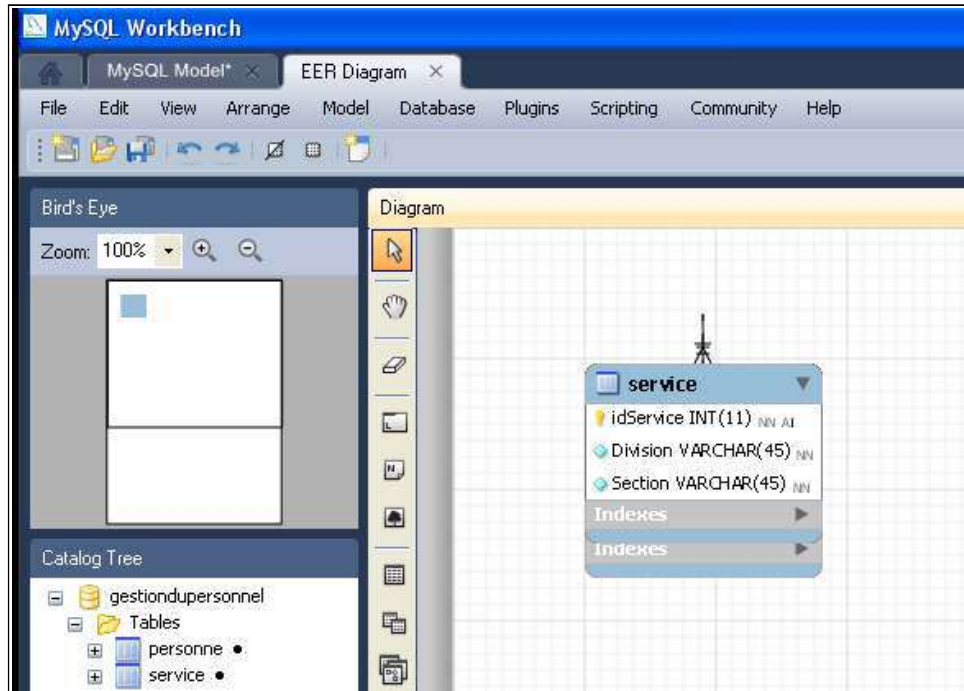 MySQL Workbench
MySQL Model* EER Diagram
File Edit View Arrange Model Database Plugins Scripting Community Help
Bird's Eye
Diagram
Zoom: 100%
service
idService INT(11) NN AI
Division VARCHAR(45) NN
Section VARCHAR(45) NN
Indexes
Indexes
Catalog Tree
gestiondupersonnel
Tables
personne
service